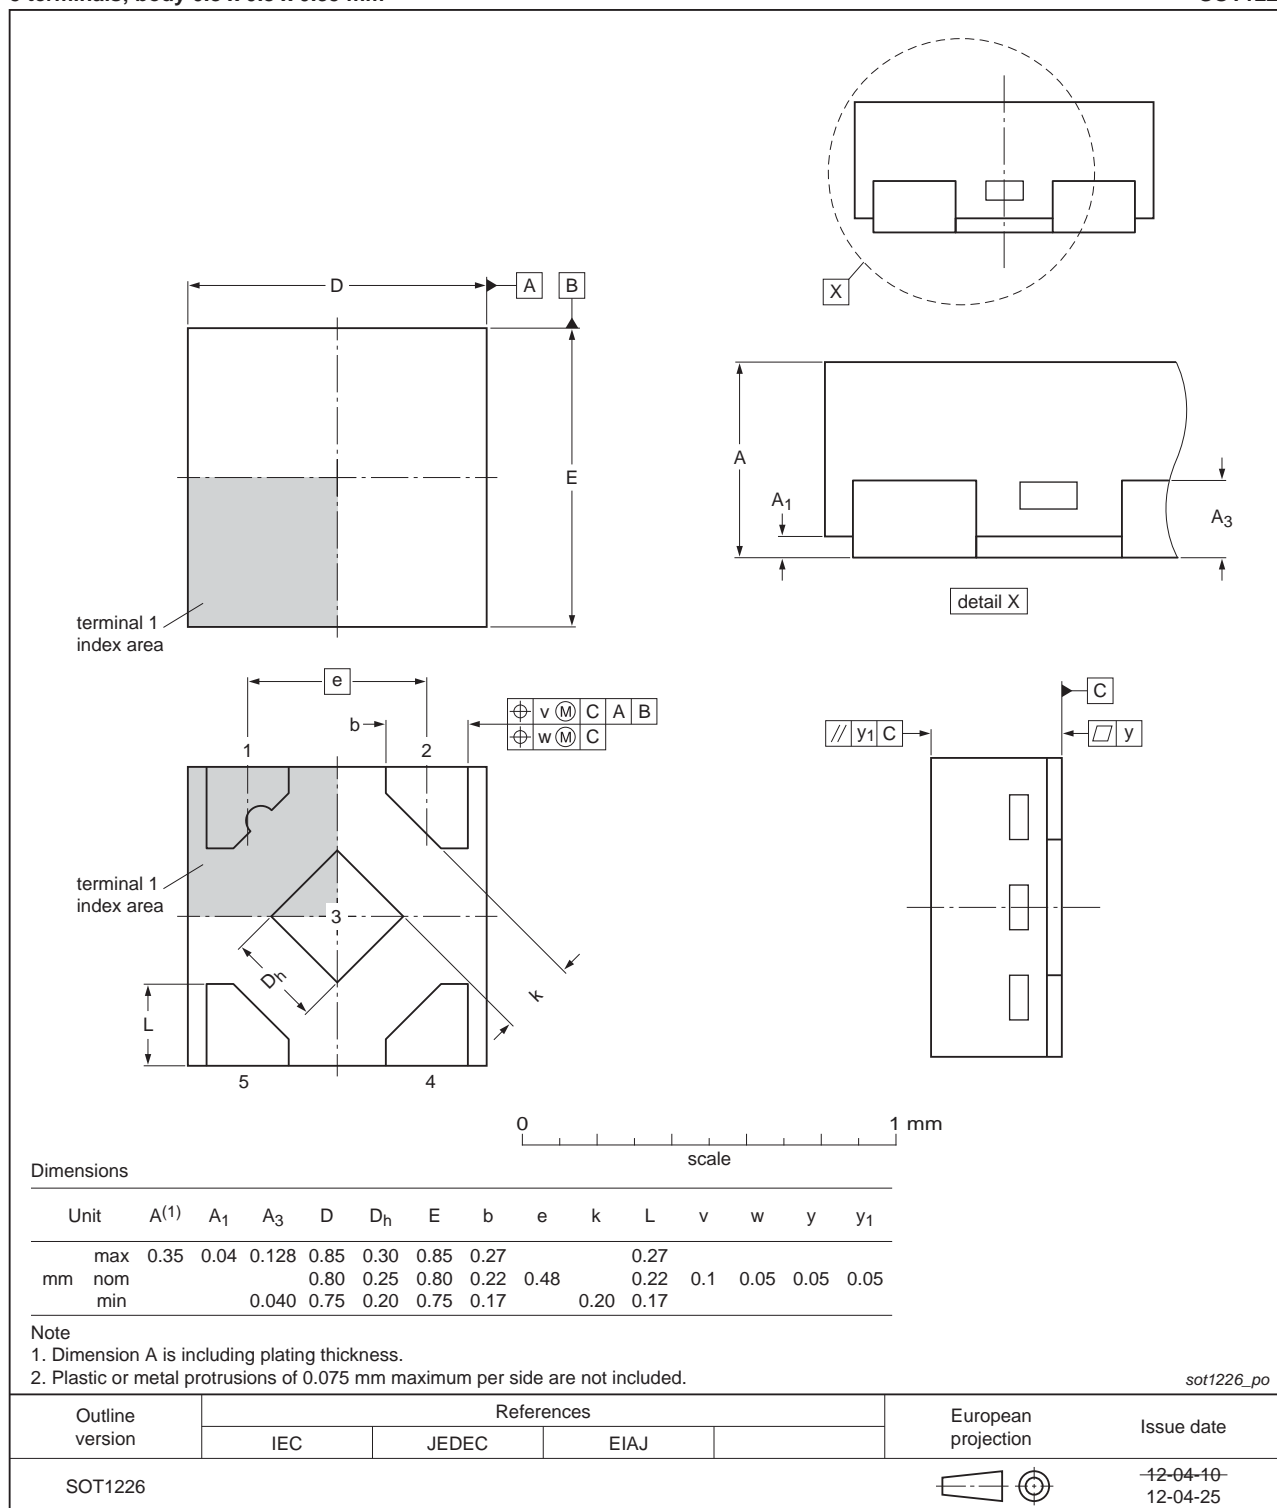 D
A
B
X
E
A
A1
A3
detail X
terminal 1
index area
e
b
v M C A B
w M C
1
2
C
y1 C
y
terminal 1
index area
3
Dh
k
L
5
4
0
1 mm
scale
Dimensions
Unit A(1) A1 A3 D Dh E b e k L v w y y1
max 0.35 0.04 0.128 0.85 0.30 0.85 0.27 0.27
mm nom 0.80 0.25 0.80 0.22 0.48 0.22 0.1 0.05 0.05 0.05
min 0.040 0.75 0.20 0.75 0.17 0.20 0.17
Note
1. Dimension A is including plating thickness.
2. Plastic or metal protrusions of 0.075 mm maximum per side are not included.
sot1226_po
Outline version
References
European projection
Issue date
IEC
JEDEC
EIAJ
SOT1226
12-04-10
12-04-25